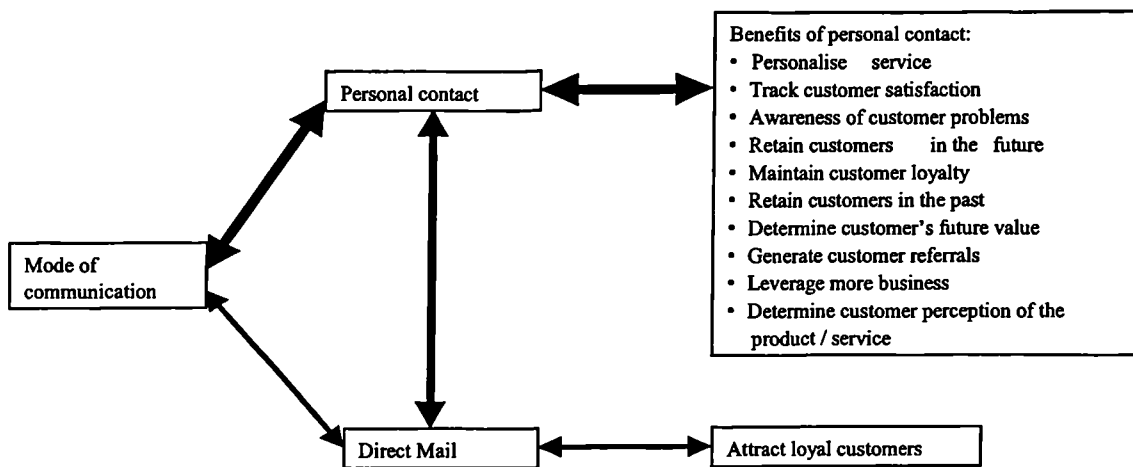 Benefits of personal contact:
• Personalise service
Personal contact
• Track customer satisfaction
• Awareness of customer problems
• Retain customers in the future
• Maintain customer loyalty
• Retain customers in the past
• Determine customer's future value
Mode of
communication
• Generate customer referrals
• Leverage more business
• Determine customer perception of the
product / service
Direct Mail
Attract loyal customers